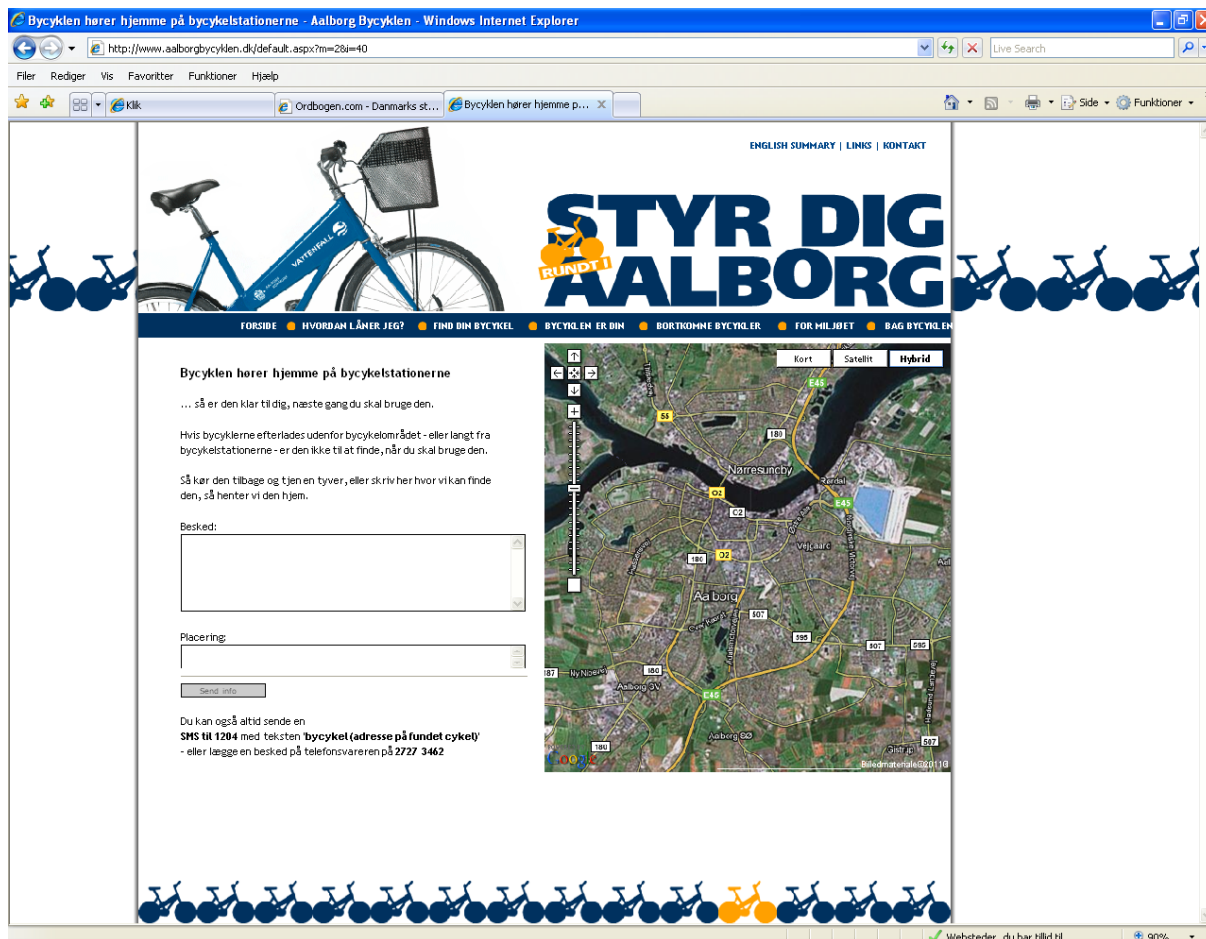 Bycyklen hører hjemme på bycykelstationerne - Aalborg Bycyklen - Windows Internet Explorer
http://www.aalborgbycyklen.dk/default.aspx?m=2&i=40
Live Search
Filer Rediger Vis Favoritter Funktioner Hjælp
Klik
Ordbogen.com - Danmarks st...
Bycyklen hører hjemme p...
Side
Funktioner
ENGLISH SUMMARY | LINKS | KONTAKT
VATTENFALL
STYR DIG
RUNDT I
AALBORG
FORSIDE HVORDAN LÅNER JEG? FIND DIN BYCYKEL BYCYKLEN ER DIN BORTKOMNE BYCYKLER FOR MILJØET BAG BYCYKLEN
Bycyklen hører hjemme på bycykelstationerne
... så er den klar til dig, næste gang du skal bruge den.
Hvis bycyklerne efterlades udenfor bycykelområdet - eller langt fra
bycykelstationerne - er den ikke til at finde, når du skal bruge den.
Så kør den tilbage og tjen en tyver, eller skriv her hvor vi kan finde
den, så henter vi den hjem.
Besked:
Placering:
Send info
Du kan også altid sende en
SMS til 1204 med teksten 'bycykel (adresse på fundet cykel)'
- eller lægge en besked på telefonsvareren på 2727 3462
Kort Satellit Hybrid
E45
55
180
Nørresundby
Rørdal
O2
E45
O2
Vejgaard
180
O2
Aalborg
507
Over Kæret
595
507
595
187
Ny Nibevej
180
Aalborg SV
E45
Aalborg SØ
507
180
Gistrup
Google
Billedmateriale©2011G
Websteder, du har tillid til
90%